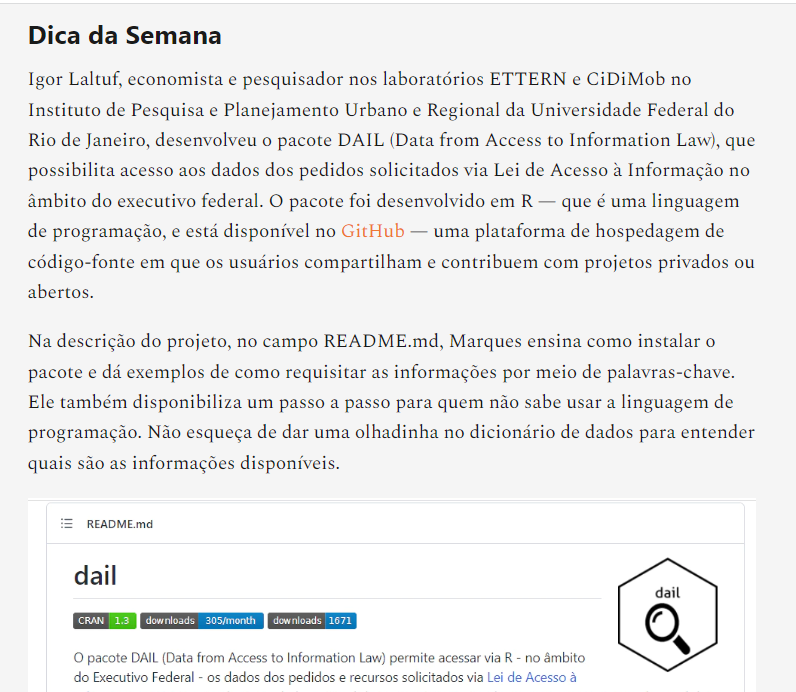 Dica da Semana
Igor Laltuf, economista e pesquisador nos laboratórios ETTERN e CiDiMob no
Instituto de Pesquisa e Planejamento Urbano e Regional da Universidade Federal do
Rio de Janeiro, desenvolveu o pacote DAIL (Data from Access to Information Law), que
possibilita acesso aos dados dos pedidos solicitados via Lei de Acesso à Informação no
âmbito do executivo federal. O pacote foi desenvolvido em R — que é uma linguagem
de programação, e está disponível no GitHub — uma plataforma de hospedagem de
código-fonte em que os usuários compartilham e contribuem com projetos privados ou
abertos.
Na descrição do projeto, no campo README.md, Marques ensina como instalar o
pacote e dá exemplos de como requisitar as informações por meio de palavras-chave.
Ele também disponibiliza um passo a passo para quem não sabe usar a linguagem de
programação. Não esqueça de dar uma olhadinha no dicionário de dados para entender
quais são as informações disponíveis.
README.md
dail
dail
CRAN 1.3 downloads 305/month downloads 1671
O pacote DAIL (Data from Access to Information Law) permite acessar via R - no âmbito
do Executivo Federal - os dados dos pedidos e recursos solicitados via Lei de Acesso à